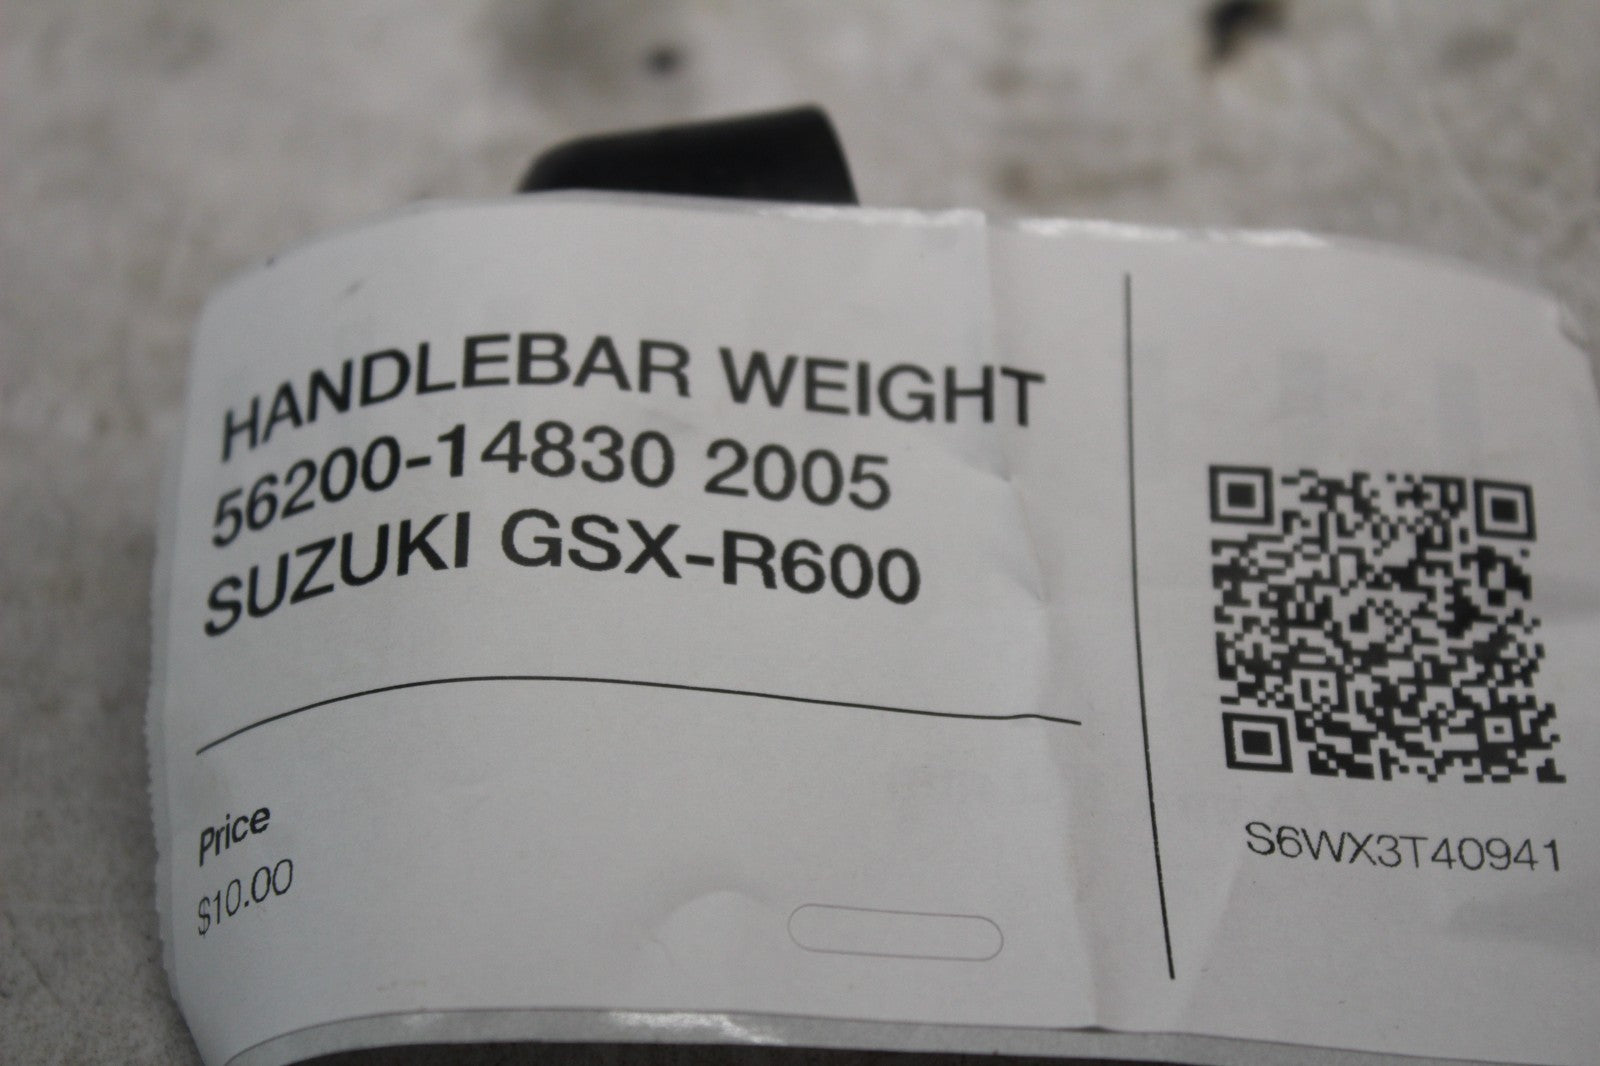 HANDLEBAR WEIGHT
56200-14830 2005
SUZUKI GSX-R600
Price
$10.00
S6WX3T40941